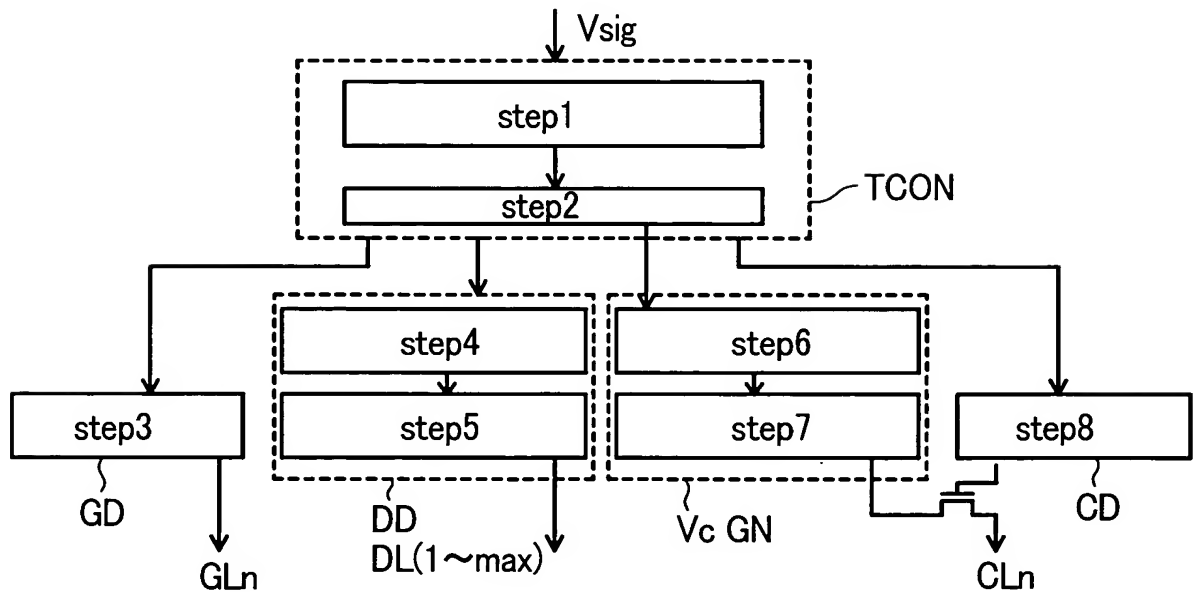 Vsig
step1
step2
TCON
step4
step6
step3
step5
step7
step8
GD
DD
Vc GN
CD
GLn
DL(1～max)
CLn